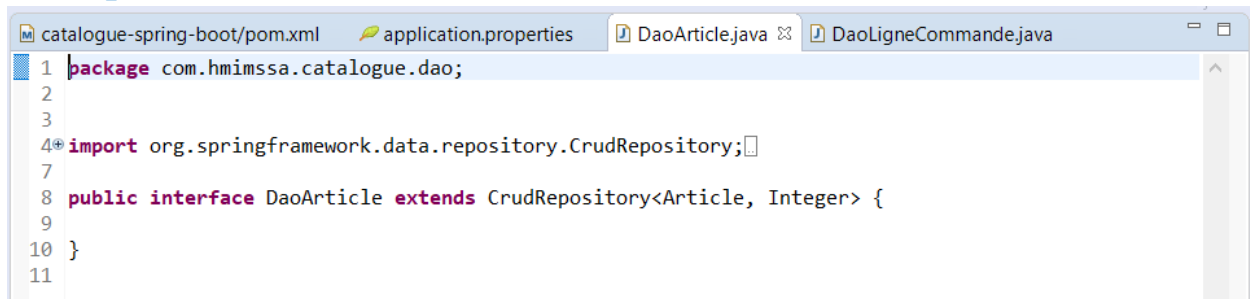 catalogue-spring-boot/pom.xml application.properties DaoArticle.java DaoLigneCommande.java
1 package com.hmimssa.catalogue.dao;
2
3
4 import org.springframework.data.repository.CrudRepository;
7
8 public interface DaoArticle extends CrudRepository<Article, Integer> {
9
10 }
11